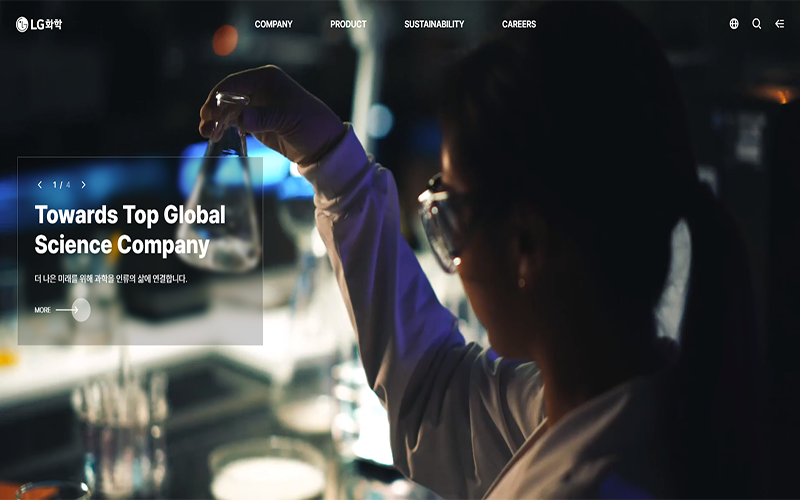 LG화학
COMPANY PRODUCT SUSTAINABILITY CAREERS
1 / 4
Towards Top Global
Science Company
더 나은 미래를 위해 과학을 인류의 삶에 연결합니다.
MORE